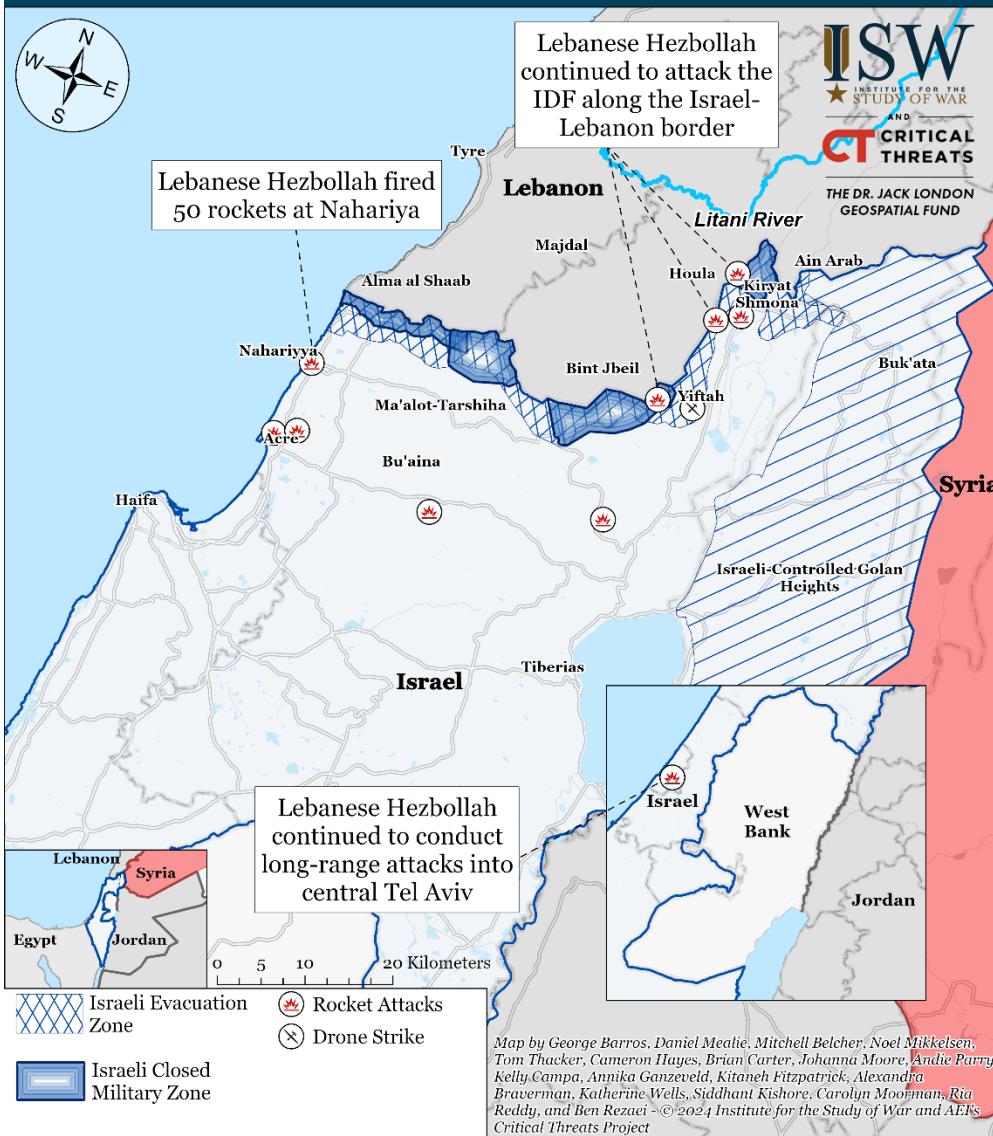 N
W
E
S
Lebanese Hezbollah
continued to attack the
IDF along the Israel-
Lebanon border
ISW
INSTITUTE FOR THE
STUDY OF WAR
AND
CT CRITICAL
THREATS
THE DR. JACK LONDON
GEOSPATIAL FUND
Lebanese Hezbollah fired
50 rockets at Nahariya
Tyre
Lebanon
Litani River
Majdal
Ain Arab
Houla
Kiryat
Shmona
Alma al Shaab
Nahariyya
Bint Jbeil
Buk'ata
Yiftah
Ma'alot-Tarshiha
Acre
Bu'aina
Haifa
Syria
Israeli-Controlled Golan
Heights
Tiberias
Israel
Lebanese Hezbollah
continued to conduct
long-range attacks into
central Tel Aviv
Israel
West
Bank
Jordan
Lebanon
Syria
Egypt
Jordan
0 5 10 20 Kilometers
Israeli Evacuation
Zone
Rocket Attacks
Drone Strike
Israeli Closed
Military Zone
Map by George Barros, Daniel Mealie, Mitchell Belcher, Noel Mikkelsen,
Tom Thacker, Cameron Hayes, Brian Carter, Johanna Moore, Andie Parry,
Kelly Campa, Annika Ganzeveld, Kitaneh Fitzpatrick, Alexandra
Braverman, Katherine Wells, Siddhant Kishore, Carolyn Moorman, Ria
Reddy, and Ben Rezaei - © 2024 Institute for the Study of War and AEI's
Critical Threats Project